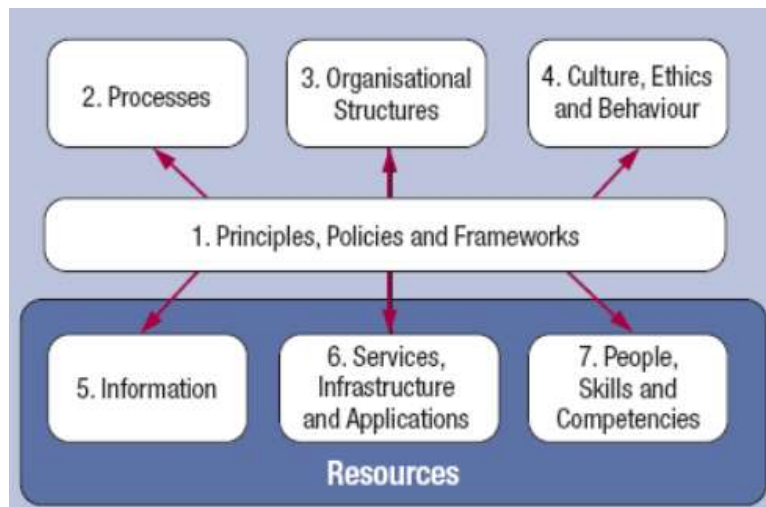 2. Processes
3. Organisational
Structures
4. Culture, Ethics
and Behaviour
1. Principles, Policies and Frameworks
5. Information
6. Services,
Infrastructure
and Applications
7. People,
Skills and
Competencies
Resources